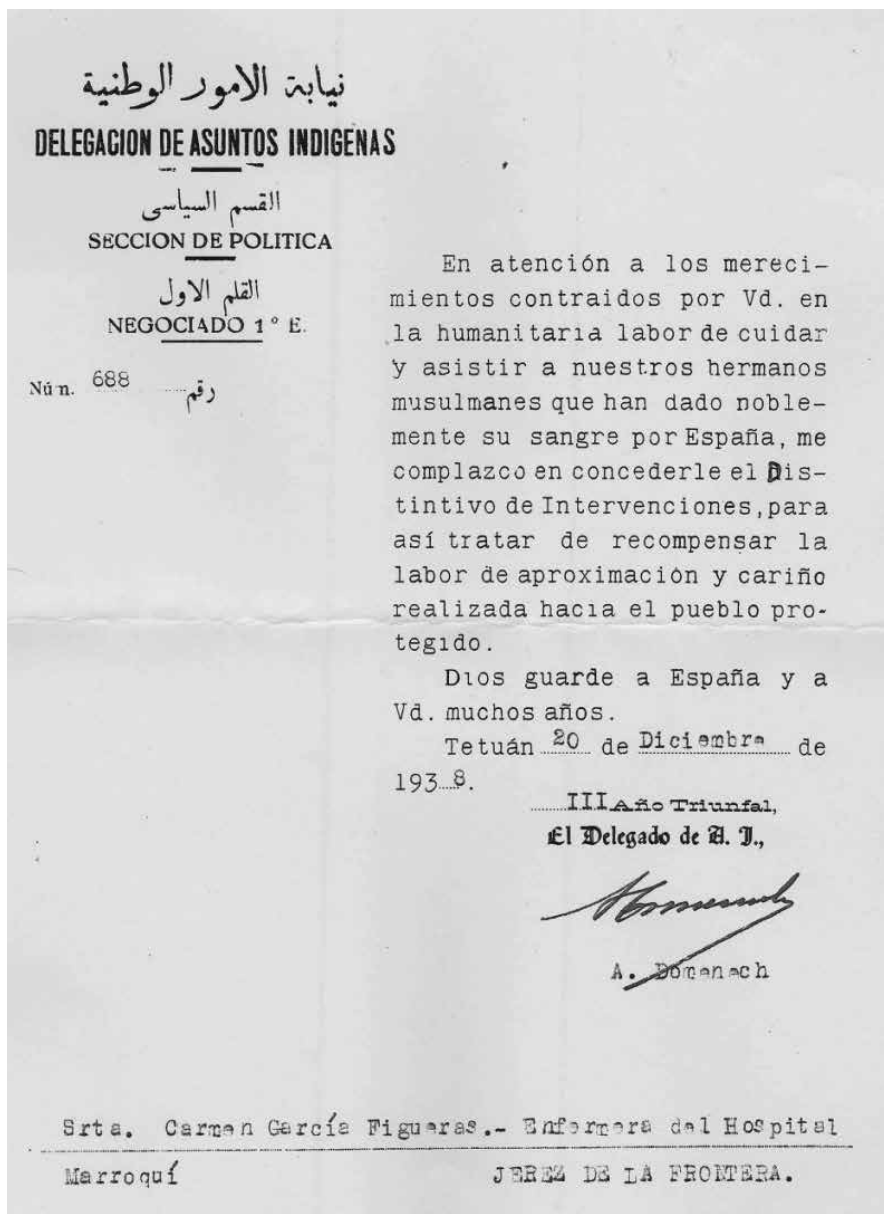 نيابة الامور الوطنية
DELEGACION DE ASUNTOS INDIGENAS
القسم السياسى
SECCION DE POLITICA
القلم الاول
NEGOCIADO 1º E.
Núm. 688 رقم
En atención a los mereci-
mientos contraidos por Vd. en
la humanitaria labor de cuidar
y asistir a nuestros hermanos
musulmanes que han dado noble-
mente su sangre por España, me
complazco en concederle el Dis-
tintivo de Intervenciones, para
así tratar de recompensar la
labor de aproximación y cariño
realizada hacia el pueblo pro-
tegido.
Dios guarde a España y a
Vd. muchos años.
Tetuán 20 de Diciembre de
1938.
III Año Triunfal,
El Delegado de A. I.,
A. Domenech
Srta. Carmen García Figueras.- Enfermera del Hospital
Marroquí JEREZ DE LA FRONTERA.